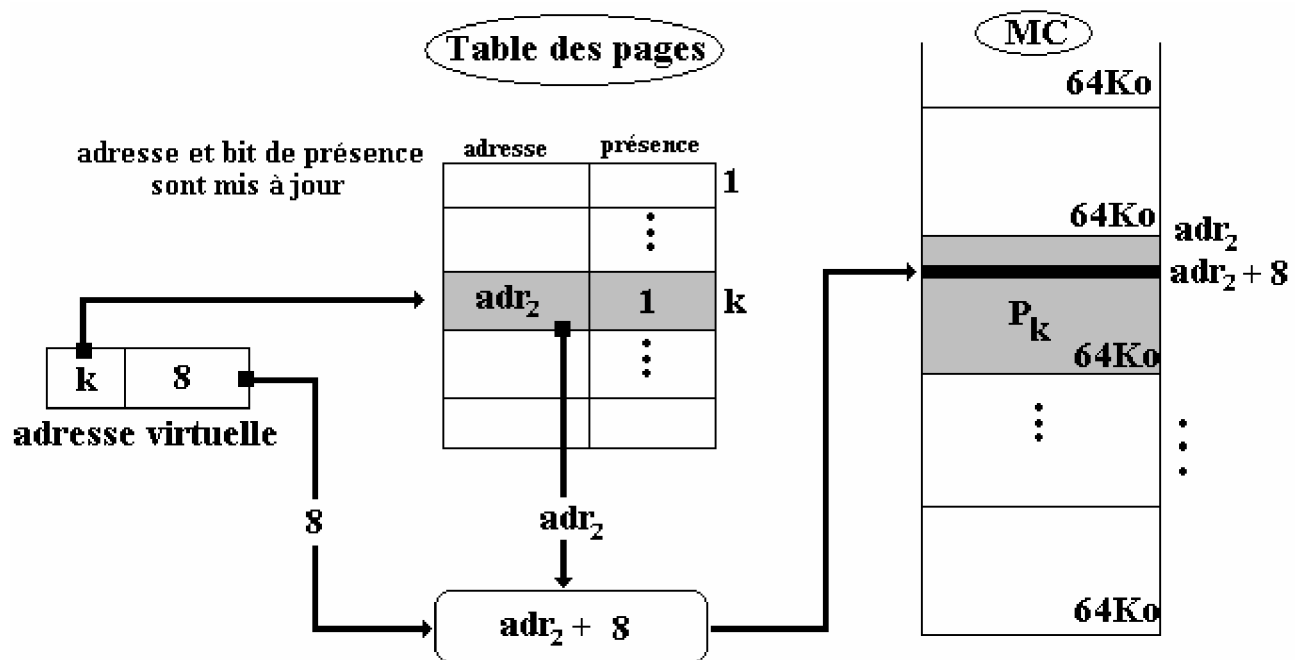 Table des pages
MC
64Ko
adresse et bit de présence
sont mis à jour
adresse présence
1
64Ko
adr2
adr2 + 8
adr2 1 k
Pk
64Ko
k 8
adresse virtuelle
8
adr2
adr2 + 8
64Ko